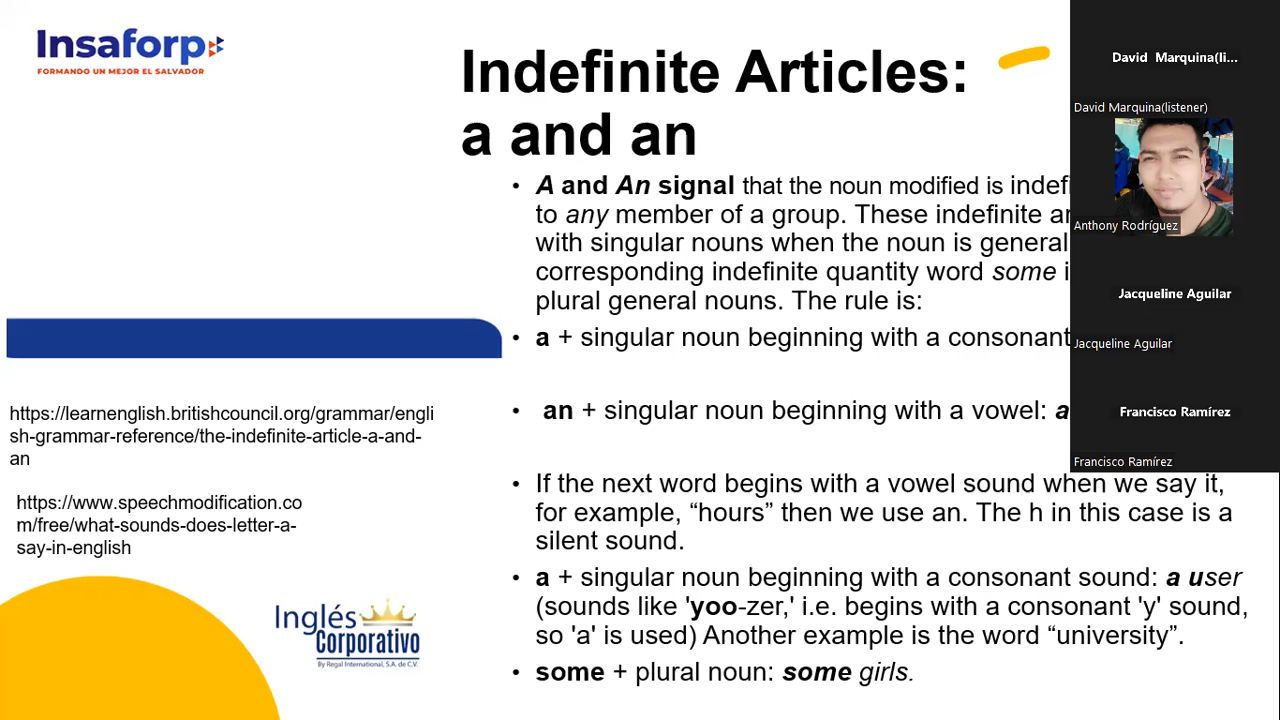 Insaforp
FORMANDO UN MEJOR EL SALVADOR
Indefinite Articles:
a and an
• A and An signal that the noun modified is indef
to any member of a group. These indefinite ar
with singular nouns when the noun is general
corresponding indefinite quantity word some i
plural general nouns. The rule is:
• a + singular noun beginning with a consonant
• an + singular noun beginning with a vowel: a
• If the next word begins with a vowel sound when we say it,
for example, “hours” then we use an. The h in this case is a
silent sound.
• a + singular noun beginning with a consonant sound: a user
(sounds like 'yoo-zer,' i.e. begins with a consonant 'y' sound,
so 'a' is used) Another example is the word “university”.
• some + plural noun: some girls.
https://learnenglish.britishcouncil.org/grammar/engli
sh-grammar-reference/the-indefinite-article-a-and-
an
https://www.speechmodification.co
m/free/what-sounds-does-letter-a-
say-in-english
Inglés
Corporativo
By Regal International, S.A. de C.V.
David Marquina(li...
David Marquina(listener)
Anthony Rodríguez
Jacqueline Aguilar
Jacqueline Aguilar
Francisco Ramírez
Francisco Ramírez